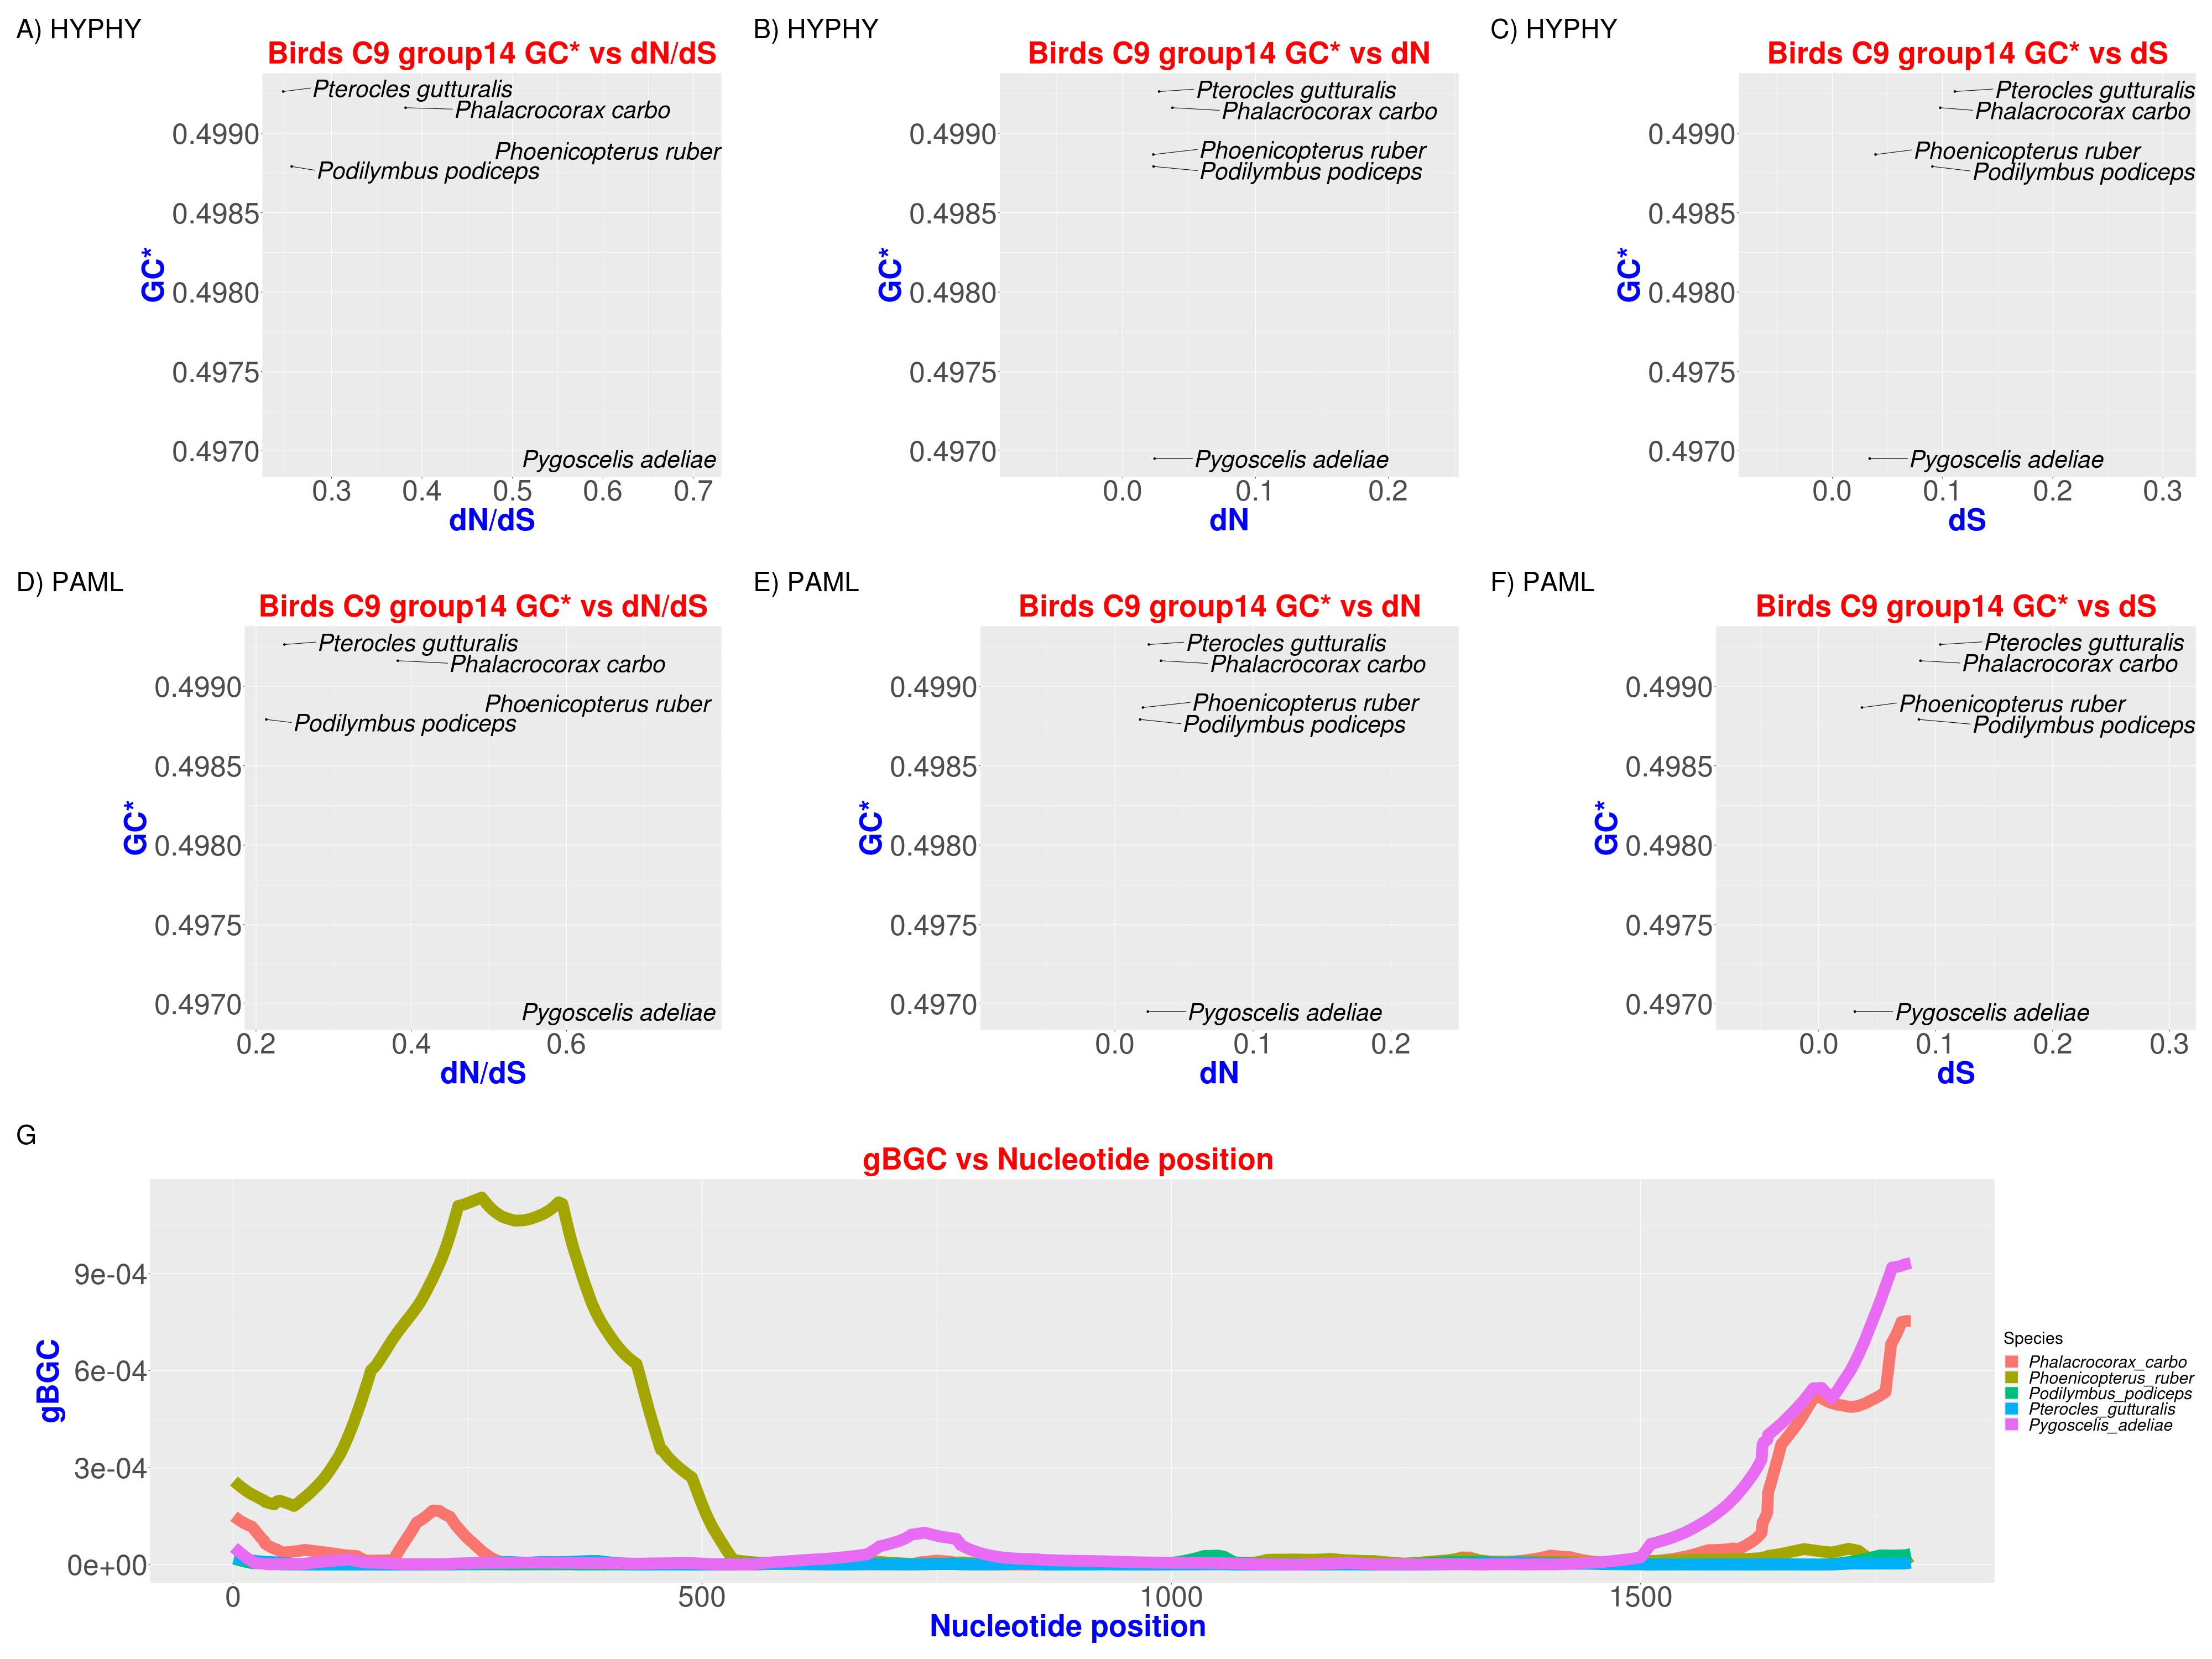 A) HYPHY
Birds C9 group14 GC* vs dN/dS
Pterocles gutturalis
Phalacrocorax carbo
0.4990
Phoenicopterus ruber
Podilymbus podiceps
0.4985
GC*
0.4980
0.4975
0.4970
Pygoscelis adeliae
0.3 0.4 0.5 0.6 0.7
dN/dS
B) HYPHY
Birds C9 group14 GC* vs dN
Pterocles gutturalis
Phalacrocorax carbo
0.4990
Phoenicopterus ruber
Podilymbus podiceps
0.4985
GC*
0.4980
0.4975
0.4970
Pygoscelis adeliae
0.0 0.1 0.2
dN
C) HYPHY
Birds C9 group14 GC* vs dS
Pterocles gutturalis
Phalacrocorax carbo
0.4990
Phoenicopterus ruber
Podilymbus podiceps
0.4985
GC*
0.4980
0.4975
0.4970
Pygoscelis adeliae
0.0 0.1 0.2 0.3
dS
D) PAML
Birds C9 group14 GC* vs dN/dS
Pterocles gutturalis
Phalacrocorax carbo
0.4990
Phoenicopterus ruber
Podilymbus podiceps
0.4985
GC*
0.4980
0.4975
0.4970
Pygoscelis adeliae
0.2 0.4 0.6
dN/dS
E) PAML
Birds C9 group14 GC* vs dN
Pterocles gutturalis
Phalacrocorax carbo
0.4990
Phoenicopterus ruber
Podilymbus podiceps
0.4985
GC*
0.4980
0.4975
0.4970
Pygoscelis adeliae
0.0 0.1 0.2
dN
F) PAML
Birds C9 group14 GC* vs dS
Pterocles gutturalis
Phalacrocorax carbo
0.4990
Phoenicopterus ruber
Podilymbus podiceps
0.4985
GC*
0.4980
0.4975
0.4970
Pygoscelis adeliae
0.0 0.1 0.2 0.3
dS
G
gBGC vs Nucleotide position
9e-04
6e-04
gBGC
3e-04
0e+00
0 500 1000 1500
Nucleotide position
Species
Phalacrocorax_carbo
Phoenicopterus_ruber
Podilymbus_podiceps
Pterocles_gutturalis
Pygoscelis_adeliae